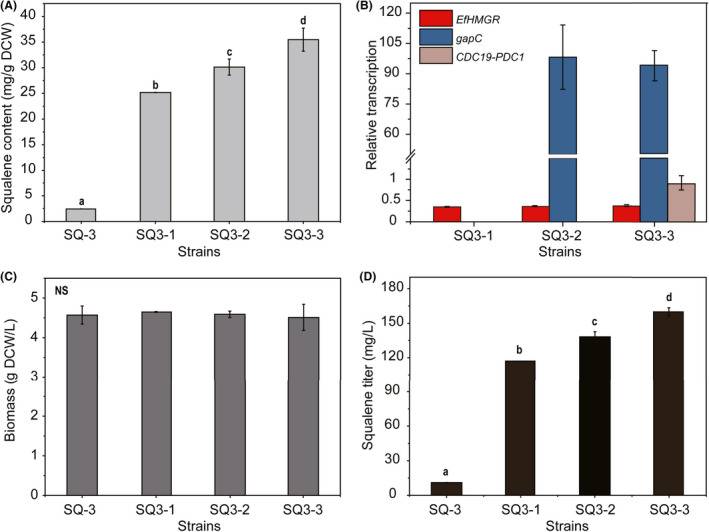 (A)
Squalene content (mg/g DCW)
40
35
30
25
20
15
10
5
0
a
b
c
d
SQ-3
SQ3-1
SQ3-2
SQ3-3
Strains
(B)
Relative transcription
120
105
90
75
60
1
0.5
0
EfHMGR
gapC
CDC19-PDC1
SQ3-1
SQ3-2
SQ3-3
Strains
(C)
NS
Biomass (g DCW/L)
5
4
3
2
1
0
SQ-3
SQ3-1
SQ3-2
SQ3-3
Strains
(D)
Squalene titer (mg/L)
180
150
120
90
60
30
0
a
b
c
d
SQ-3
SQ3-1
SQ3-2
SQ3-3
Strains